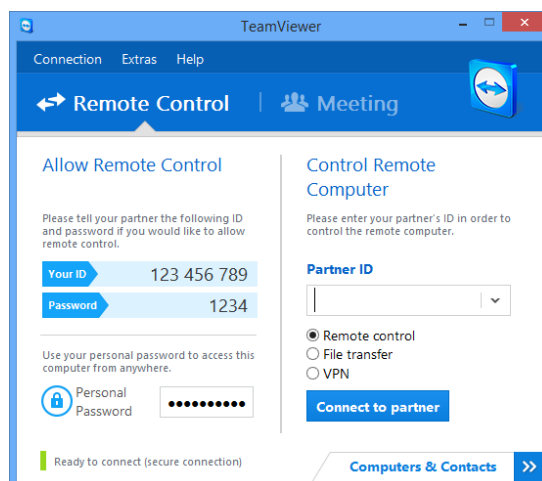 TeamViewer
Connection Extras Help
Remote Control
Meeting
Allow Remote Control
Please tell your partner the following ID
and password if you would like to allow
remote control.
Your ID 123 456 789
Password 1234
Use your personal password to access this
computer from anywhere.
Personal
Password
Ready to connect (secure connection)
Control Remote
Computer
Please enter your partner's ID in order to
control the remote computer.
Partner ID
Remote control
File transfer
VPN
Connect to partner
Computers & Contacts